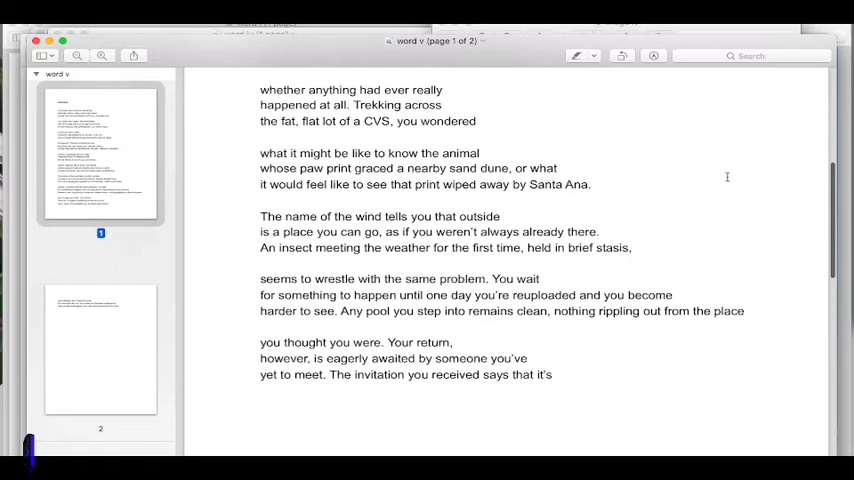 word v (page 1 of 2)
Search
word v
whether anything had ever really
happened at all. Trekking across
the fat, flat lot of a CVS, you wondered
what it might be like to know the animal
whose paw print graced a nearby sand dune, or what
it would feel like to see that print wiped away by Santa Ana.
The name of the wind tells you that outside
is a place you can go, as if you weren't always already there.
An insect meeting the weather for the first time, held in brief stasis,
seems to wrestle with the same problem. You wait
for something to happen until one day you're reuploaded and you become
harder to see. Any pool you step into remains clean, nothing rippling out from the place
you thought you were. Your return,
however, is eagerly awaited by someone you've
yet to meet. The invitation you received says that it's
1
2